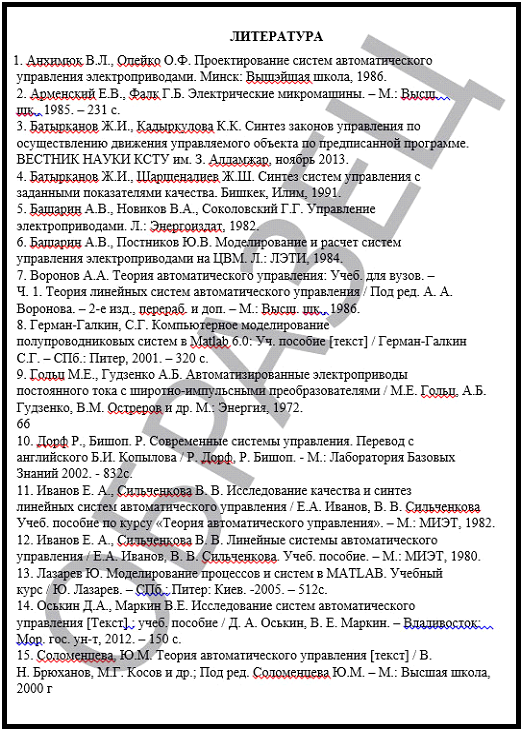 ЛИТЕРАТУРА
1. Анхимюк В.Л., Опейко О.Ф. Проектирование систем автоматического
управления электроприводами. Минск: Вышэйшая школа, 1986.
2. Арменский Е.В., Фалк Г.Б. Электрические микромашины. – М.: Высш.
шк., 1985. – 231 с.
3. Батырканов Ж.И., Кадыркулова К.К. Синтез законов управления по
осуществлению движения управляемого объекта по предписанной программе.
ВЕСТНИК НАУКИ КСТУ им. З. Алдамжар, ноябрь 2013.
4. Батырканов Ж.И., Шаршеналиев Ж.Ш. Синтез систем управления с
заданными показателями качества. Бишкек, Илим, 1991.
5. Башарин А.В., Новиков В.А., Соколовский Г.Г. Управление
электроприводами. Л.: Энергоиздат, 1982.
6. Башарин А.В., Постников Ю.В. Моделирование и расчет систем
управления электроприводами на ЦВМ. Л.: ЛЭТИ, 1984.
7. Воронов А.А. Теория автоматического управления: Учеб. для вузов. –
Ч. 1. Теория линейных систем автоматического управления / Под ред. А. А.
Воронова. – 2-е изд., перераб. и доп. – М.: Высш. шк., 1986.
8. Герман-Галкин, С.Г. Компьютерное моделирование
полупроводниковых систем в Matlab 6.0: Уч. пособие [текст] / Герман-Галкин
С.Г. – СПб.: Питер, 2001. – 320 с.
9. Гольц М.Е., Гудзенко А.Б. Автоматизированные электроприводы
постоянного тока с широтно-импульсными преобразователями / М.Е. Гольц, А.Б.
Гудзенко, В.М. Остреров и др. М.: Энергия, 1972.
66
10. Дорф Р., Бишоп. Р. Современные системы управления. Перевод с
английского Б.И. Копылова / Р. Дорф, Р. Бишоп. - М.: Лаборатория Базовых
Знаний 2002. - 832с.
11. Иванов Е. А., Сильченкова В. В. Исследование качества и синтез
линейных систем автоматического управления / Е.А. Иванов, В. В. Сильченкова
Учеб. пособие по курсу «Теория автоматического управления». – М.: МИЭТ, 1982.
12. Иванов Е. А., Сильченкова В. В. Линейные системы автоматического
управления / Е.А. Иванов, В. В. Сильченкова. Учеб. пособие. – М.: МИЭТ, 1980.
13. Лазарев Ю. Моделирование процессов и систем в MATLAB. Учебный
курс / Ю. Лазарев. – СПб.: Питер: Киев. -2005. – 512с.
14. Оськин Д.А., Маркин В.Е. Исследование систем автоматического
управления [Текст] : учеб. пособие / Д. А. Оськин, В. Е. Маркин. – Владивосток:
Мор. гос. ун-т, 2012. – 150 с.
15. Соломенцева, Ю.М. Теория автоматического управления [текст] / В.
Н. Брюханов, М.Г. Косов и др.; Под ред. Соломенцева Ю.М. – М.: Высшая школа,
2000 г
ОБРАЗЕЦ